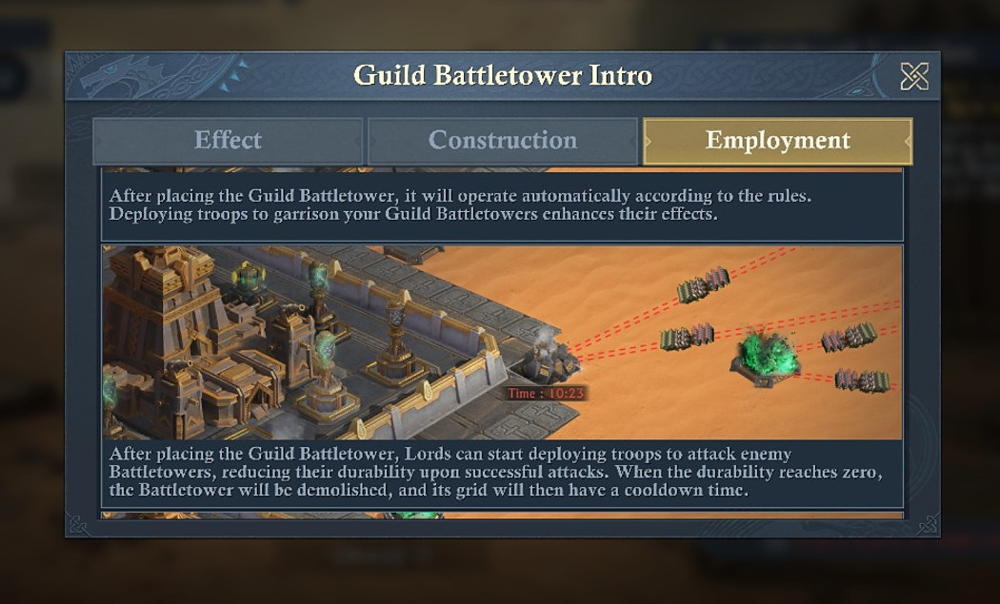 Guild Battletower Intro
Effect
Construction
Employment
After placing the Guild Battletower, it will operate automatically according to the rules.
Deploying troops to garrison your Guild Battletowers enhances their effects.
Time : 10:23
After placing the Guild Battletower, Lords can start deploying troops to attack enemy
Battletowers, reducing their durability upon successful attacks. When the durability reaches zero,
the Battletower will be demolished, and its grid will then have a cooldown time.